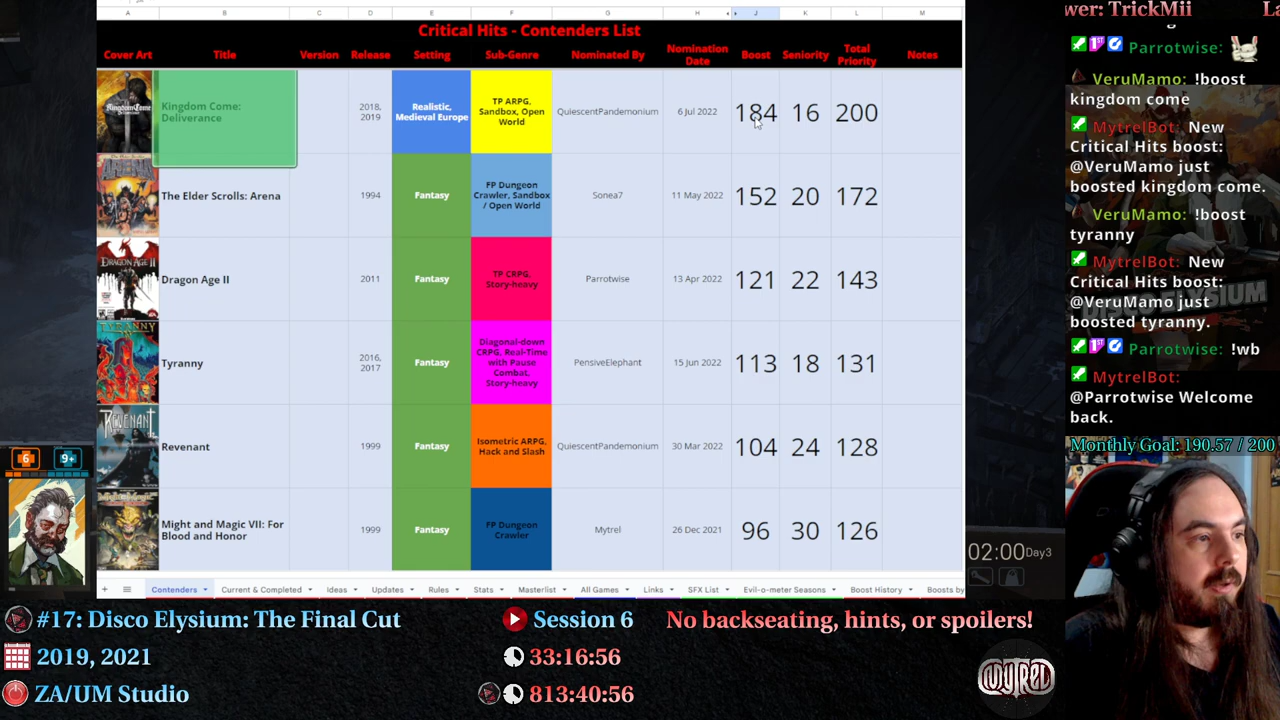 A B C D E F G H J K L M
Critical Hits - Contenders List
Cover Art Title Version Release Setting Sub-Genre Nominated By Nomination Date Boost Seniority Total Priority Notes
Kingdom Come: Deliverance
2018, 2019
Realistic, Medieval Europe
TP ARPG, Sandbox, Open World
QuiescentPandemonium
6 Jul 2022
184 16 200
The Elder Scrolls: Arena
1994
Fantasy
FP Dungeon Crawler, Sandbox / Open World
Sonea7
11 May 2022
152 20 172
DRAGON AGE II
Dragon Age II
2011
Fantasy
TP CRPG, Story-heavy
Parrotwise
13 Apr 2022
121 22 143
TYRANNY
Tyranny
2016, 2017
Fantasy
Diagonal-down CRPG, Real-Time with Pause Combat, Story-heavy
PensiveElephant
15 Jun 2022
113 18 131
REVENANT
Revenant
1999
Fantasy
Isometric ARPG, Hack and Slash
QuiescentPandemonium
30 Mar 2022
104 24 128
Might and Magic VII: For Blood and Honor
1999
Fantasy
FP Dungeon Crawler
Mytrel
26 Dec 2021
96 30 126
+ Contenders Current & Completed Ideas Updates Rules Stats Masterlist All Games Links SFX List Evil-o-meter Seasons Boost History Boosts by
wer: TrickMii La
Parrotwise:
VeruMamo: !boost
kingdom come
MytrelBot: New
Critical Hits boost:
@VeruMamo just
boosted kingdom come.
VeruMamo: !boost
tyranny
MytrelBot: New
Critical Hits boost:
@VeruMamo just
boosted tyranny.
Parrotwise: !wb
MytrelBot:
@Parrotwise Welcome
back.
Monthly Goal: 190.57 / 200
6 9+
02:00 Day3
#17: Disco Elysium: The Final Cut
2019, 2021
ZA/UM Studio
Session 6
33:16:56
813:40:56
No backseating, hints, or spoilers!
MYTREL